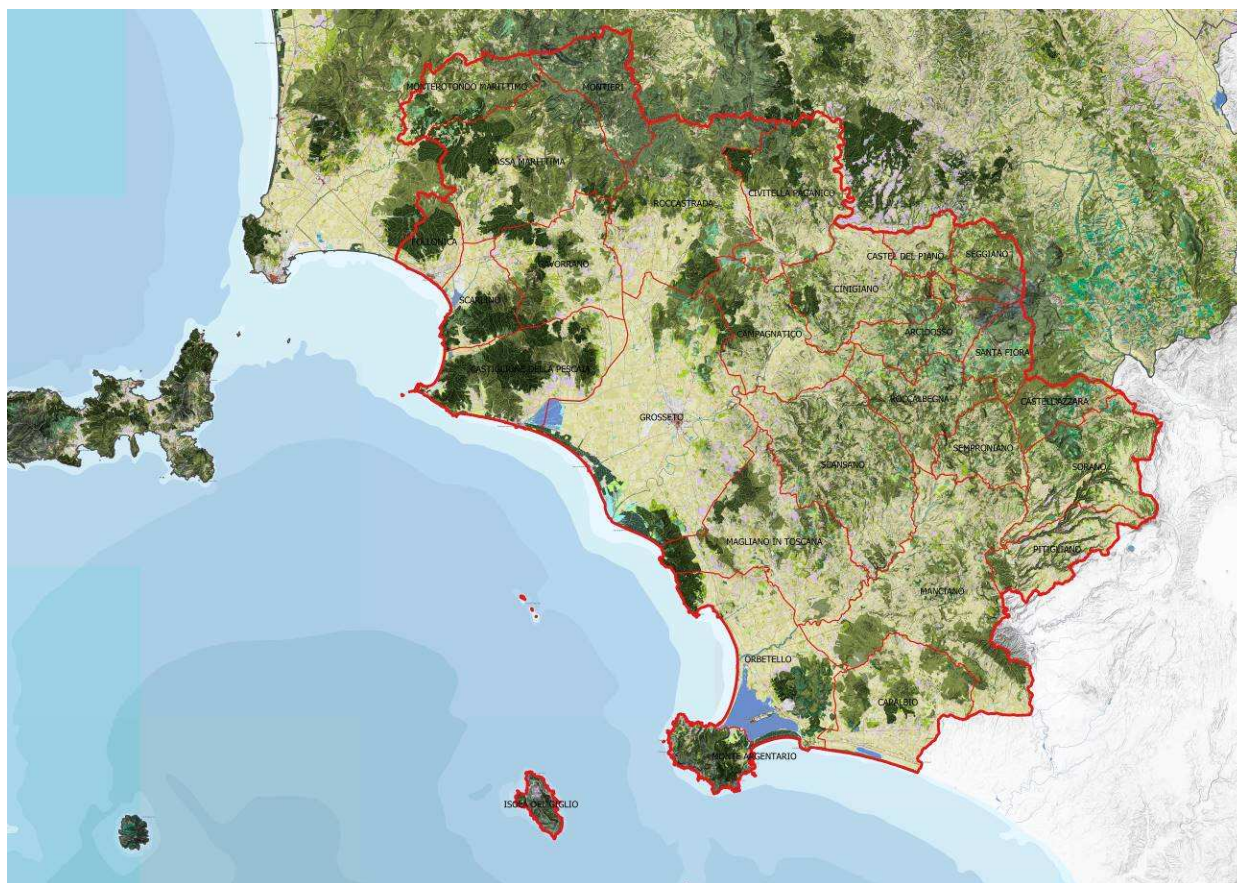 MONTEROTONDO MARITTIMO
MONTIERI
MASSA MARITTIMA
CIVITELLA PAGANICO
ROCCASTRADA
FOLLONICA
GAVORRANO
CASTEL DEL PIANO
SEGGIANO
CINIGIANO
SCARLINO
CAMPAGNATICO
ARCIDOSSO
SANTA FIORA
CASTIGLIONE DELLA PESCAIA
ROCCALBEGNA
CASTELL'AZZARA
GROSSETO
SEMPRONIANO
SCANSANO
SORANO
MAGLIANO IN TOSCANA
PITIGLIANO
MANCIANO
ORBETELLO
CAPALBIO
MONTE ARGENTARIO
ISOLA DEL GIGLIO